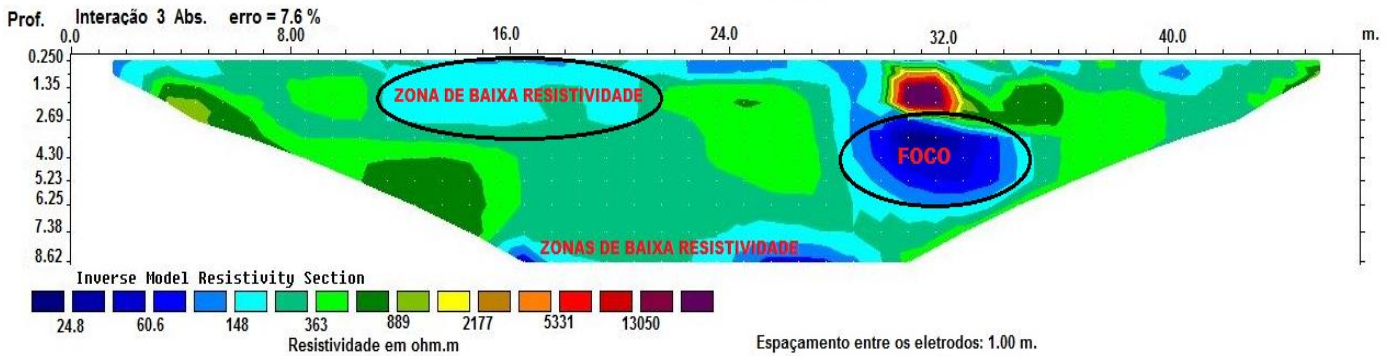 Prof. Interação 3 Abs. erro = 7.6 %
0.0 8.00 16.0 24.0 32.0 40.0 m.
0.250
1.35
2.69
4.30
5.23
6.25
7.38
8.62
ZONA DE BAIXA RESISTIVIDADE
FOCO
ZONAS DE BAIXA RESISTIVIDADE
Inverse Model Resistivity Section
24.8 60.6 148 363 889 2177 5331 13050
Resistividade em ohm.m
Espaçamento entre os eletrodos: 1.00 m.